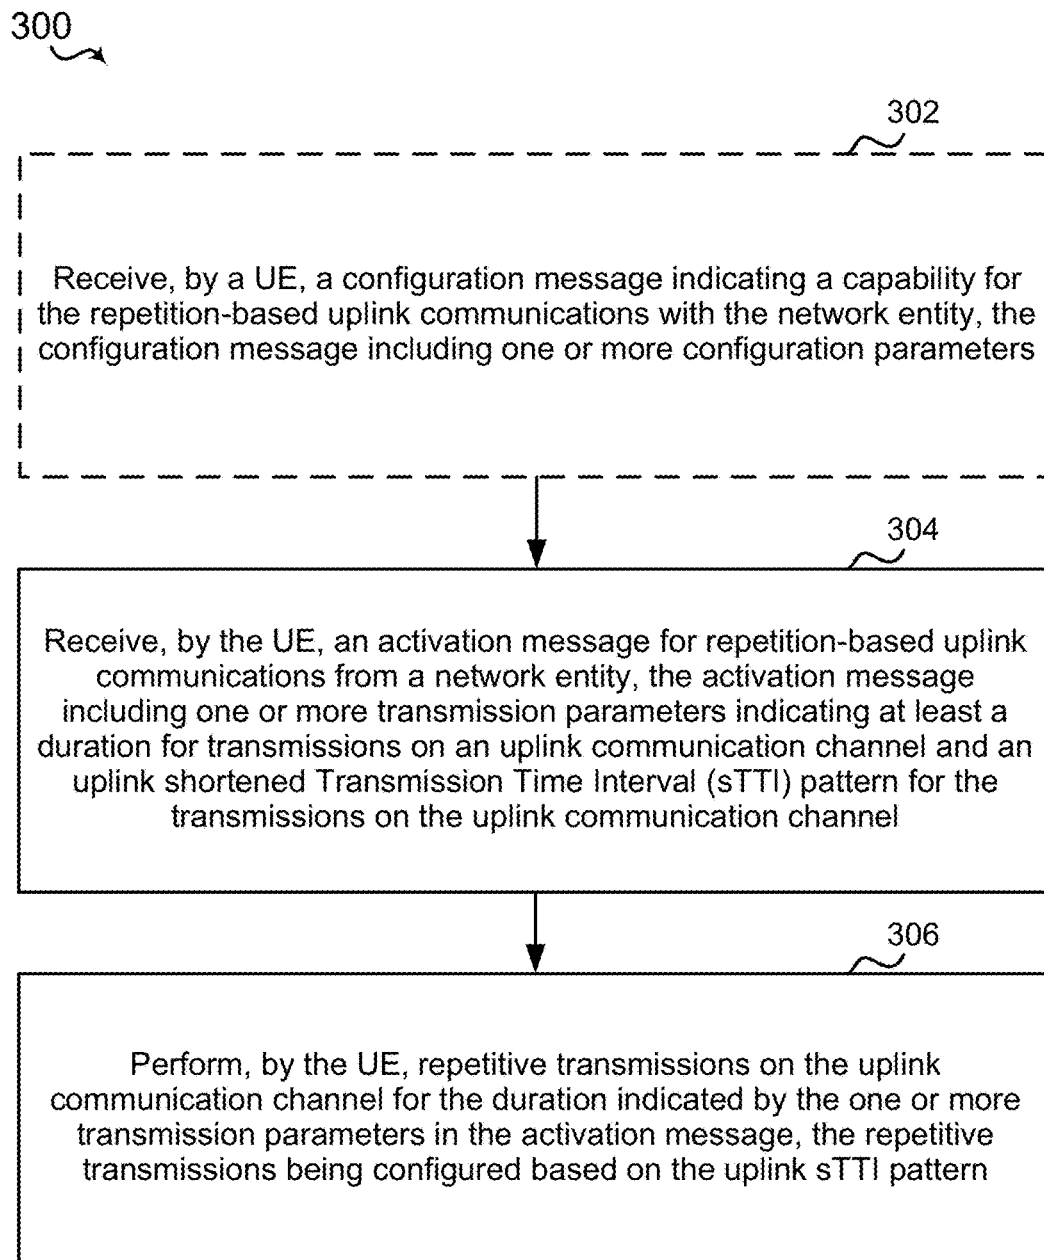 300
302
Receive, by a UE, a configuration message indicating a capability for
the repetition-based uplink communications with the network entity, the
configuration message including one or more configuration parameters
304
Receive, by the UE, an activation message for repetition-based uplink
communications from a network entity, the activation message
including one or more transmission parameters indicating at least a
duration for transmissions on an uplink communication channel and an
uplink shortened Transmission Time Interval (sTTI) pattern for the
transmissions on the uplink communication channel
306
Perform, by the UE, repetitive transmissions on the uplink
communication channel for the duration indicated by the one or more
transmission parameters in the activation message, the repetitive
transmissions being configured based on the uplink sTTI pattern